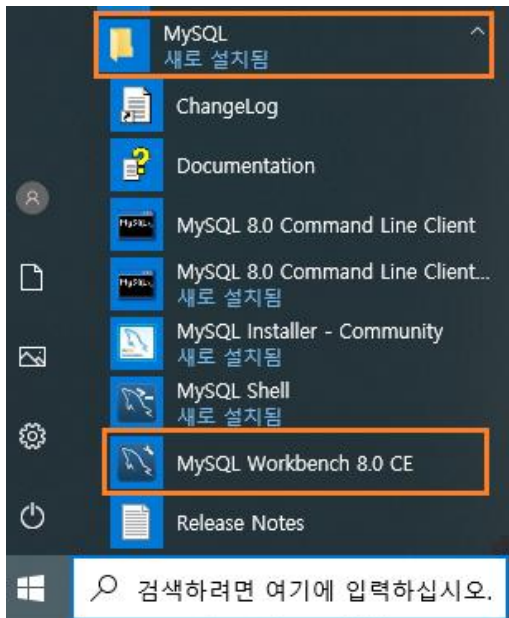 MySQL
새로 설치됨
ChangeLog
Documentation
MySQL 8.0 Command Line Client
MySQL 8.0 Command Line Client...
새로 설치됨
MySQL Installer - Community
새로 설치됨
MySQL Shell
새로 설치됨
MySQL Workbench 8.0 CE
Release Notes
검색하려면 여기에 입력하십시오.